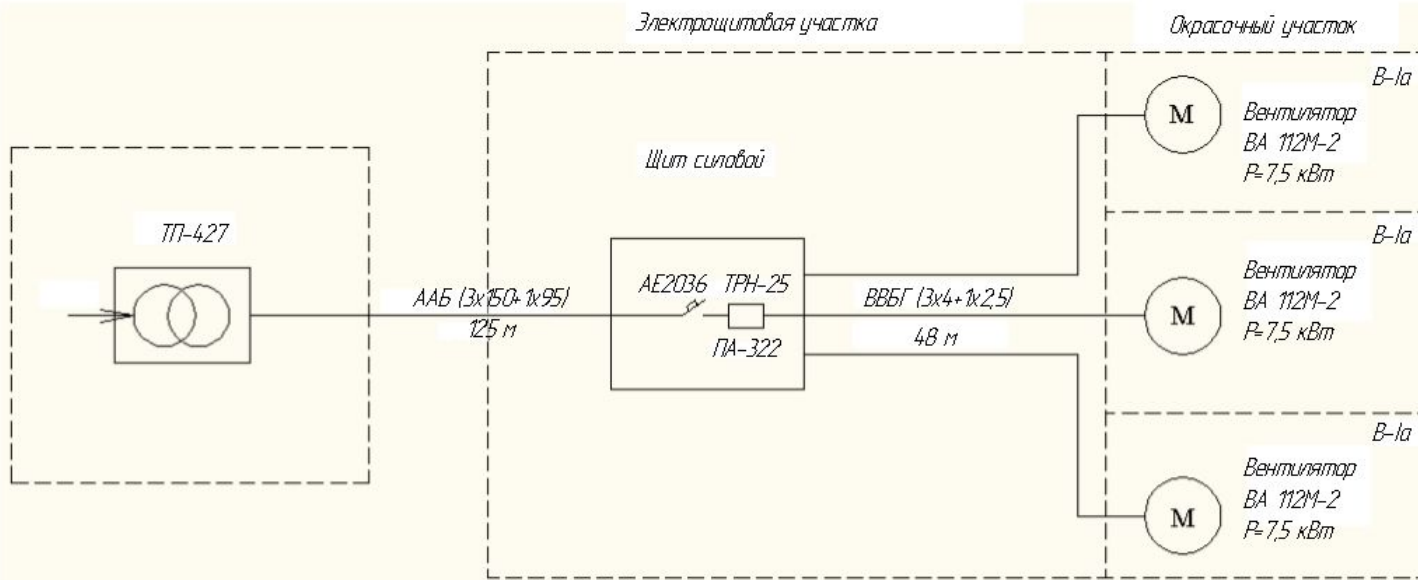 Электрощитовая участка
Окрасочный участок
В-Iа
М
Вентилятор
ВА 112М-2
Р=7,5 кВт
Щит силовой
ТП-427
ААБ (3х150+1х95)
125 м
АЕ2036 ТРН-25
ПА-322
ВВБГ (3х4+1х2,5)
48 м
В-Iа
М
Вентилятор
ВА 112М-2
Р=7,5 кВт
В-Iа
М
Вентилятор
ВА 112М-2
Р=7,5 кВт